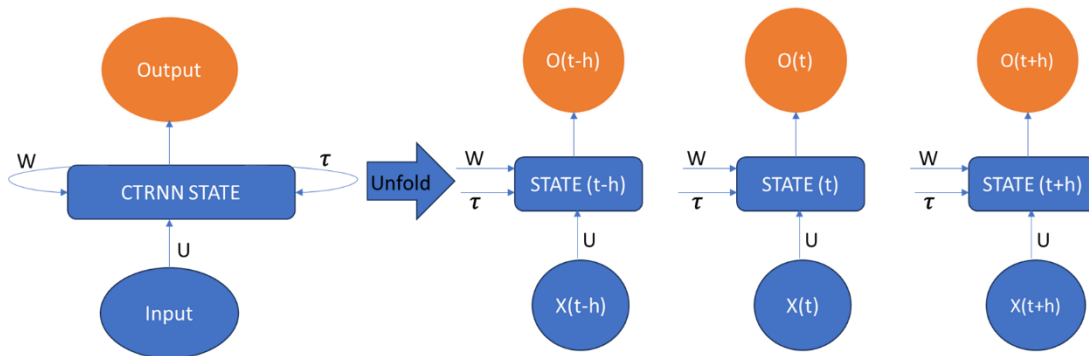 Output
W
τ
CTRNN STATE
U
Input
Unfold
O(t-h)
W
τ
STATE (t-h)
U
X(t-h)
O(t)
W
τ
STATE (t)
U
X(t)
O(t+h)
W
τ
STATE (t+h)
U
X(t+h)